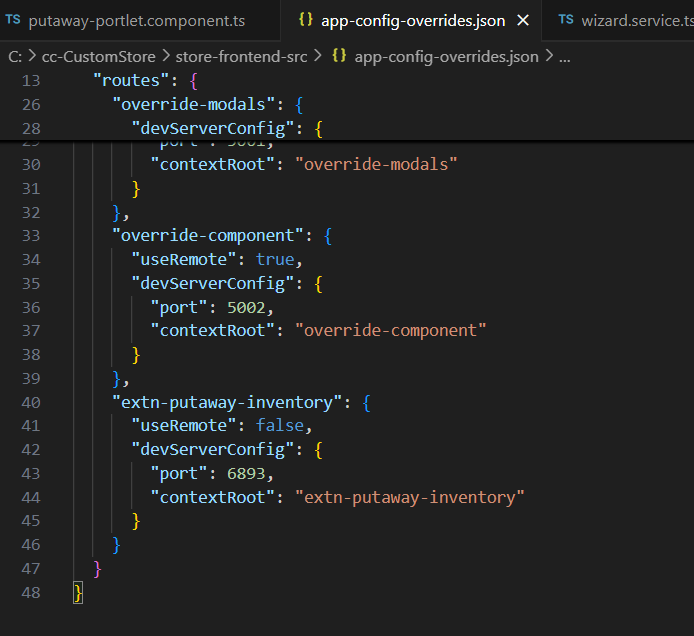 TS putaway-portlet.component.ts {} app-config-overrides.json × TS wizard.service.ts
C: > cc-CustomStore > store-frontend-src > {} app-config-overrides.json > ...
13 "routes": {
26 "override-modals": {
28 "devServerConfig": {
30 "contextRoot": "override-modals"
31 }
32 },
33 "override-component": {
34 "useRemote": true,
35 "devServerConfig": {
36 "port": 5002,
37 "contextRoot": "override-component"
38 }
39 },
40 "extn-putaway-inventory": {
41 "useRemote": false,
42 "devServerConfig": {
43 "port": 6893,
44 "contextRoot": "extn-putaway-inventory"
45 }
46 }
47 }
48 }